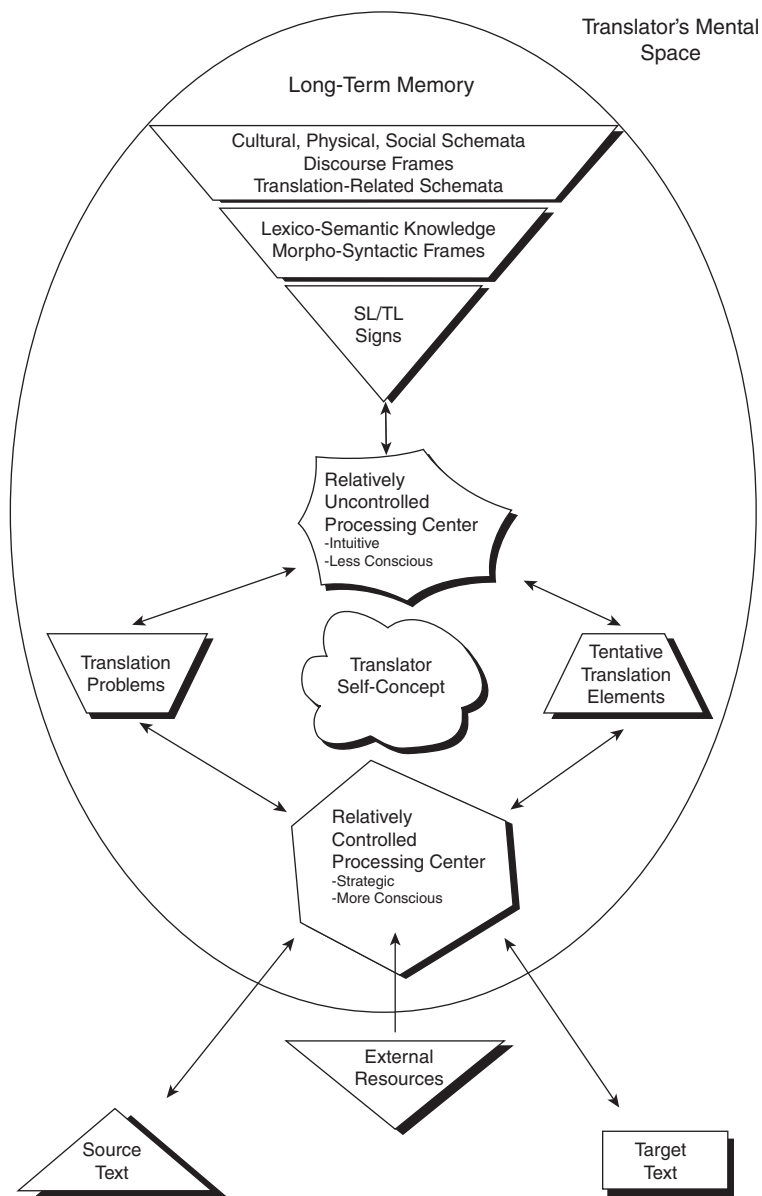 Translator’s Mental
Space
Long-Term Memory
Cultural, Physical, Social Schemata
Discourse Frames
Translation-Related Schemata
Lexico-Semantic Knowledge
Morpho-Syntactic Frames
SL/TL
Signs
Relatively
Uncontrolled
Processing Center
-Intuitive
-Less Conscious
Translation
Problems
Translator
Self-Concept
Tentative
Translation
Elements
Relatively
Controlled
Processing Center
-Strategic
-More Conscious
External
Resources
Source
Text
Target
Text